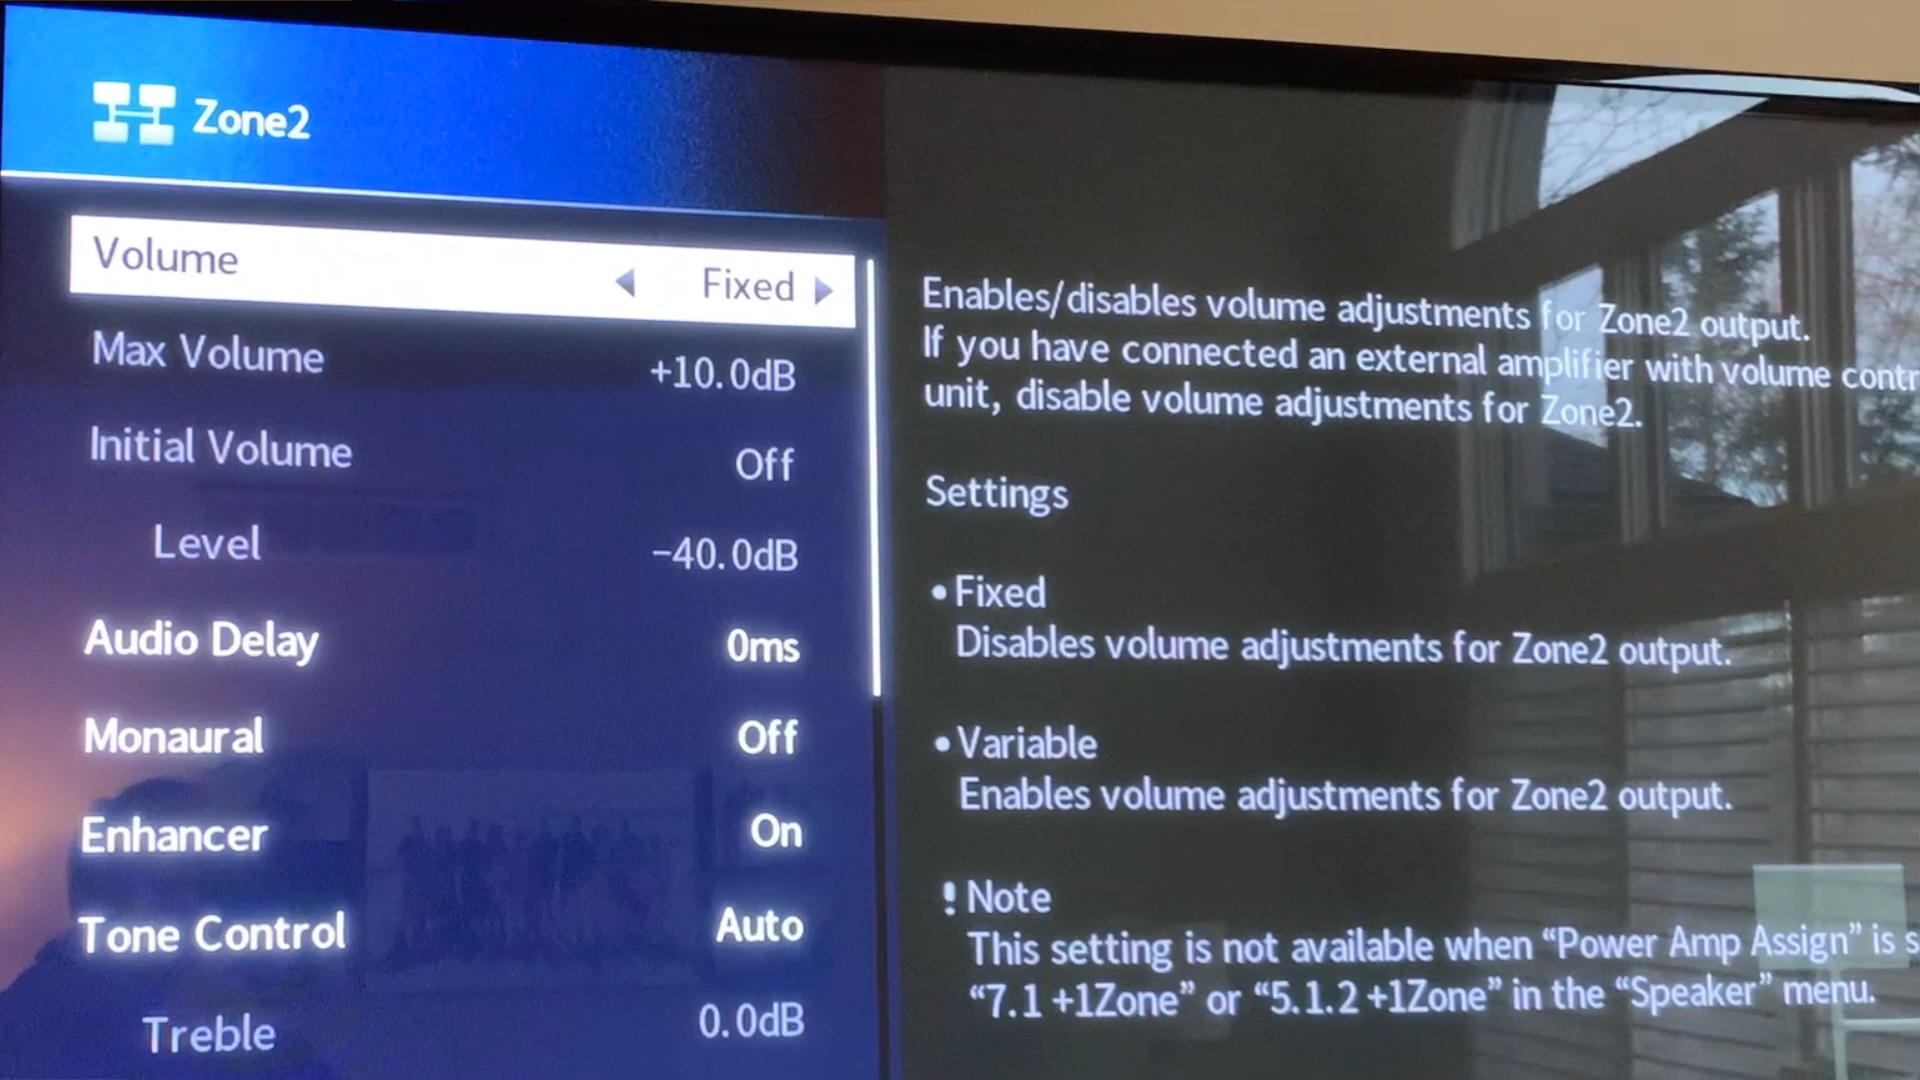 Zone2
Volume Fixed
Max Volume +10.0dB
Initial Volume Off
Level -40.0dB
Audio Delay 0ms
Monaural Off
Enhancer On
Tone Control Auto
Treble 0.0dB
Enables/disables volume adjustments for Zone2 output.
If you have connected an external amplifier with volume contr
unit, disable volume adjustments for Zone2.
Settings
•Fixed
Disables volume adjustments for Zone2 output.
•Variable
Enables volume adjustments for Zone2 output.
! Note
This setting is not available when “Power Amp Assign” is s
“7.1 +1Zone” or “5.1.2 +1Zone” in the “Speaker” menu.